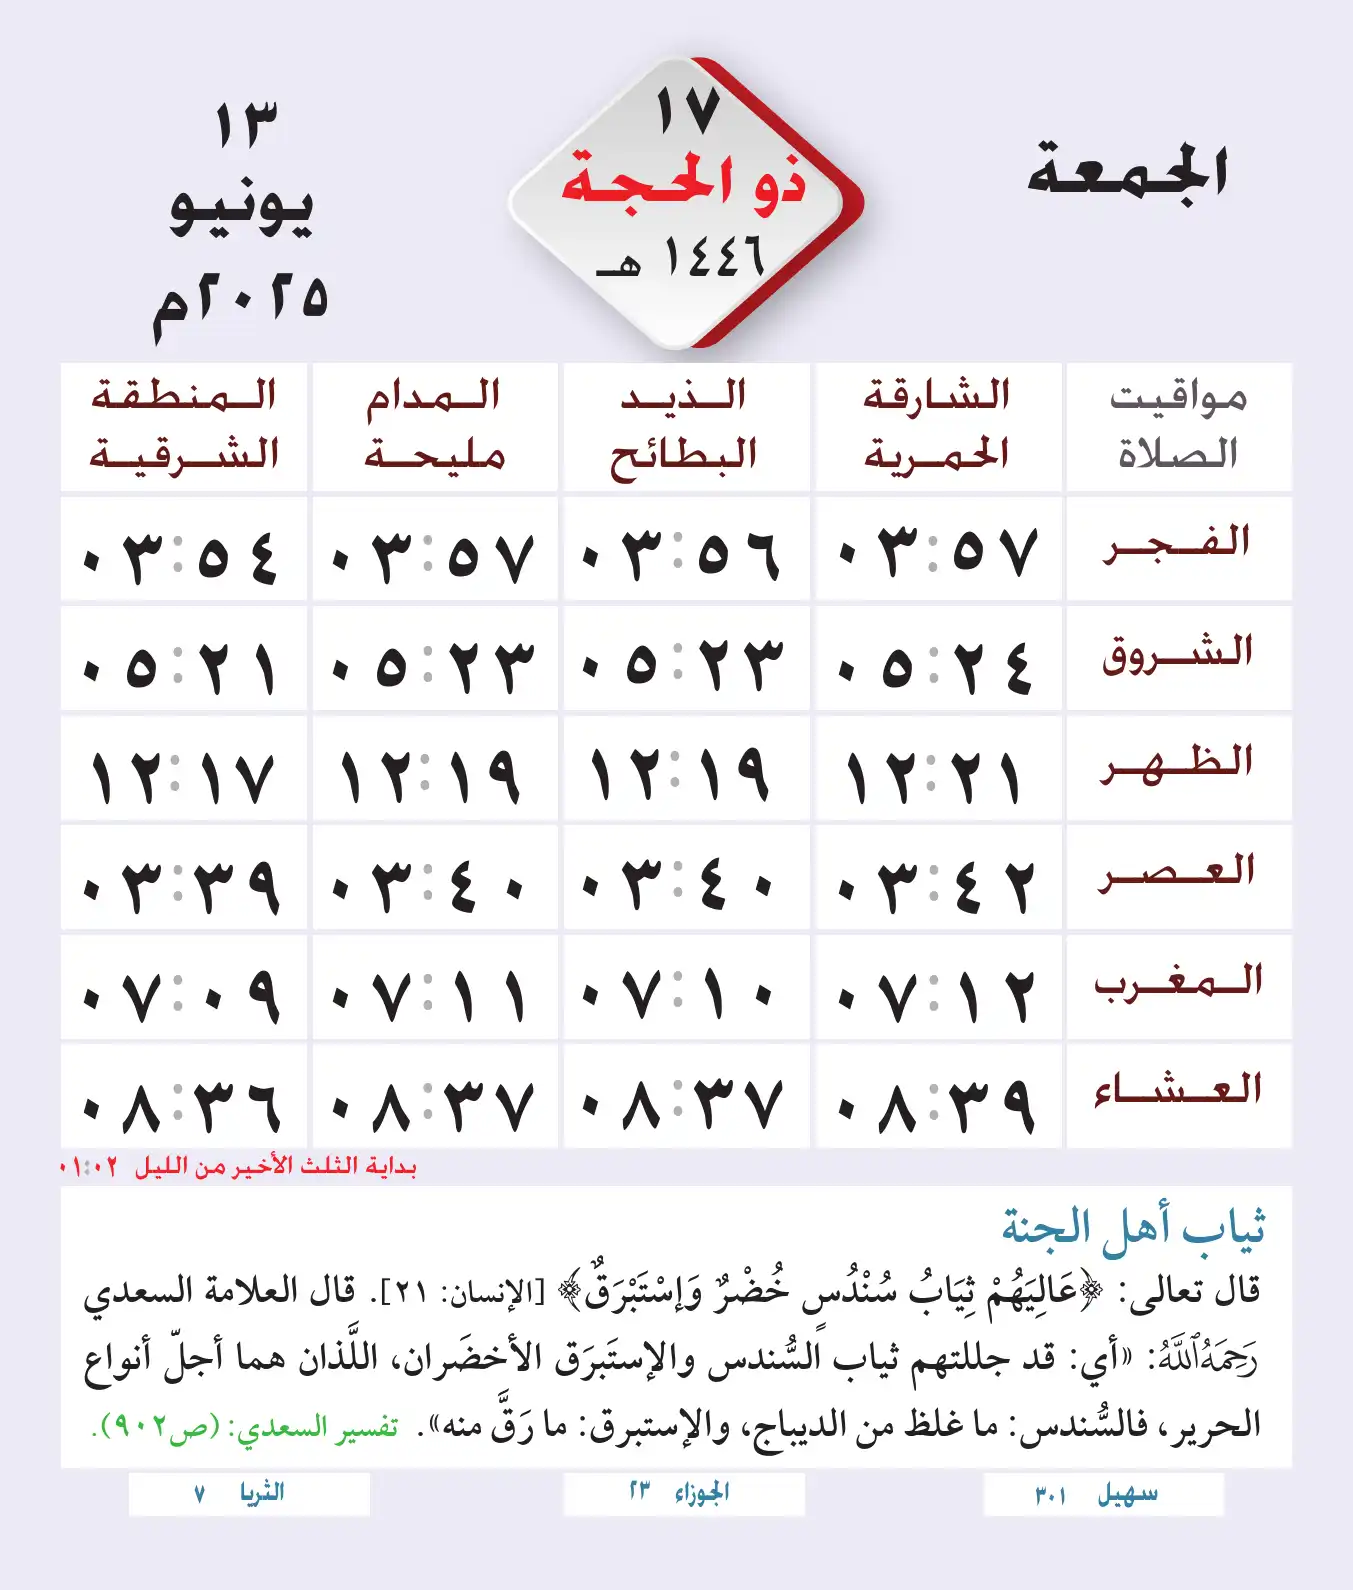 الجمعة
١٧
ذو الحجة
١٤٤٦ هـ
١٣
يونيو
٢٠٢٥م
مواقيت الصلاة | الشارقة الحمرية | الذيد البطائح | المدام مليحة | المنطقة الشرقية
الفجر ٠٣:٥٧ ٠٣:٥٦ ٠٣:٥٧ ٠٣:٥٤
الشروق ٠٥:٢٤ ٠٥:٢٣ ٠٥:٢٣ ٠٥:٢١
الظهر ١٢:٢١ ١٢:١٩ ١٢:١٩ ١٢:١٧
العصر ٠٣:٤٢ ٠٣:٤٠ ٠٣:٤٠ ٠٣:٣٩
المغرب ٠٧:١٢ ٠٧:١٠ ٠٧:١١ ٠٧:٠٩
العشاء ٠٨:٣٩ ٠٨:٣٧ ٠٨:٣٧ ٠٨:٣٦
بداية الثلث الأخير من الليل ٠١:٠٢
ثياب أهل الجنة
قال تعالى: ﴿عَالِيَهُمْ ثِيَابُ سُنْدُسٍ خُضْرٌ وَإِسْتَبْرَقٌ﴾ [الإنسان: ٢١]. قال العلامة السعدي
رَحِمَهُ ٱللَّهُ: «أي: قد جللتهم ثياب السُّندس والإستَبرَق الأخضَران، اللَّذان هما أجلّ أنواع
الحرير، فالسُّندس: ما غلظ من الديباج، والإستبرق: ما رَقَّ منه». تفسير السعدي: (ص٩٠٢).
سهيل ٣٠١
الجوزاء ٢٣
الثريا ٧